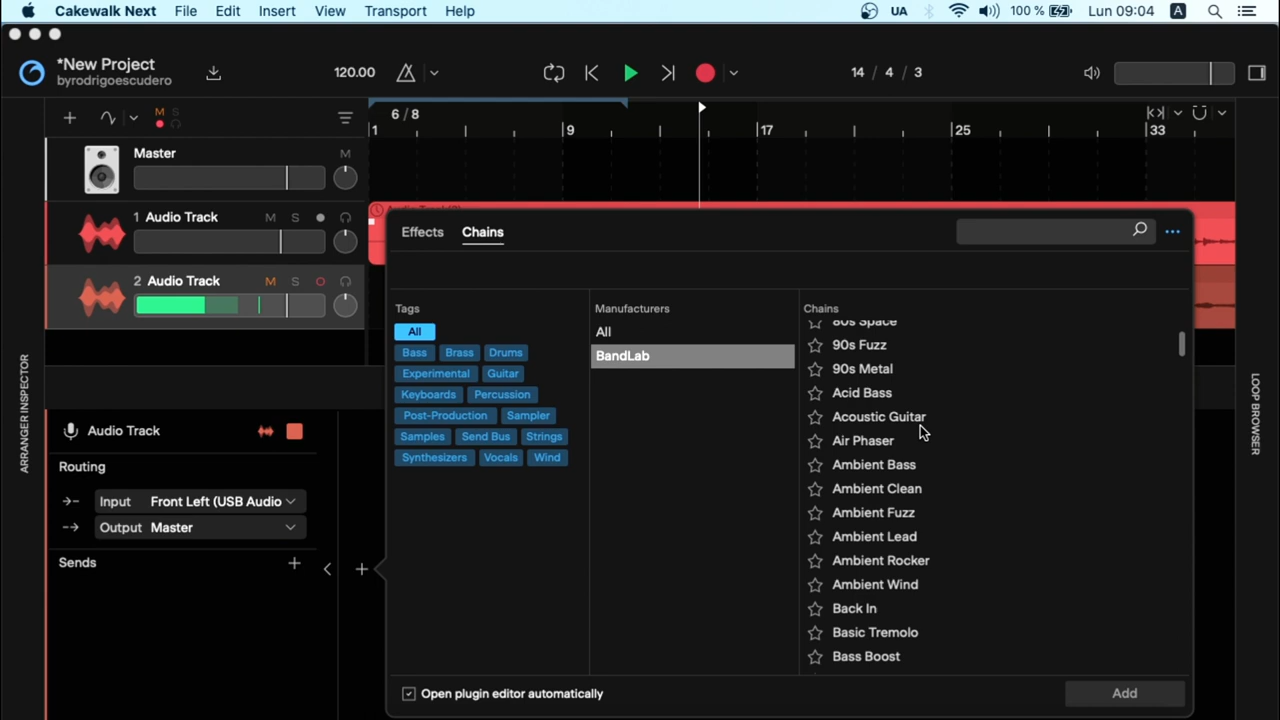 Cakewalk Next File Edit Insert View Transport Help UA 100 % Lun 09:04 A
*New Project
byrodrigoescudero
120.00
14 / 4 / 3
M S
6 / 8
1 9 17 25 33
Master M
1 Audio Track M S
2 Audio Track M S
ARRANGER INSPECTOR
LOOP BROWSER
Audio Track
Routing
Input Front Left (USB Audio
Output Master
Sends
Effects Chains
Tags
All
Bass Brass Drums
Experimental Guitar
Keyboards Percussion
Post-Production Sampler
Samples Send Bus Strings
Synthesizers Vocals Wind
Manufacturers
All
BandLab
Chains
80s Space
90s Fuzz
90s Metal
Acid Bass
Acoustic Guitar
Air Phaser
Ambient Bass
Ambient Clean
Ambient Fuzz
Ambient Lead
Ambient Rocker
Ambient Wind
Back In
Basic Tremolo
Bass Boost
Open plugin editor automatically
Add